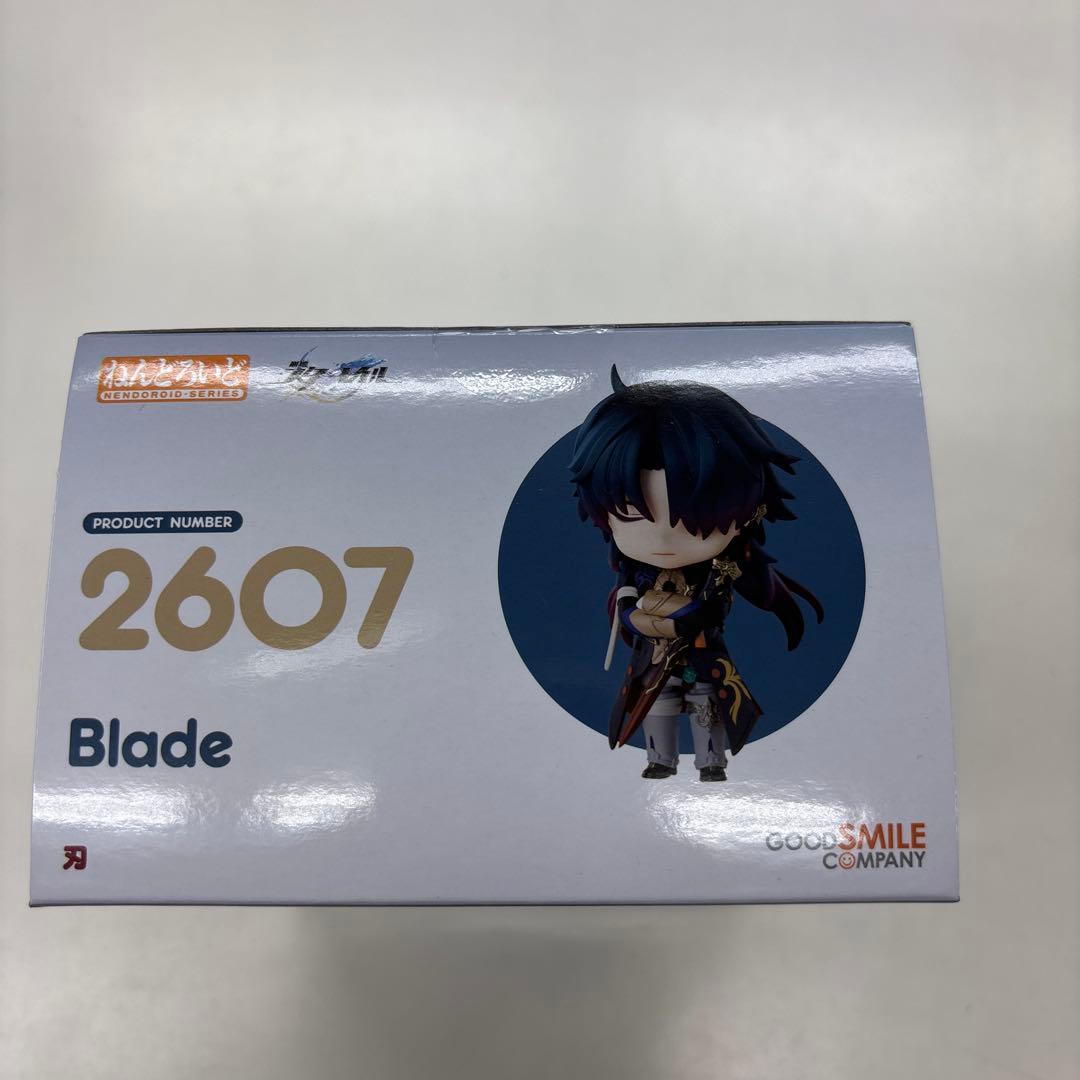 ねんどろいど
NENDOROID·SERIES
PRODUCT NUMBER
2607
Blade
刃
GOOD SMILE
COMPANY